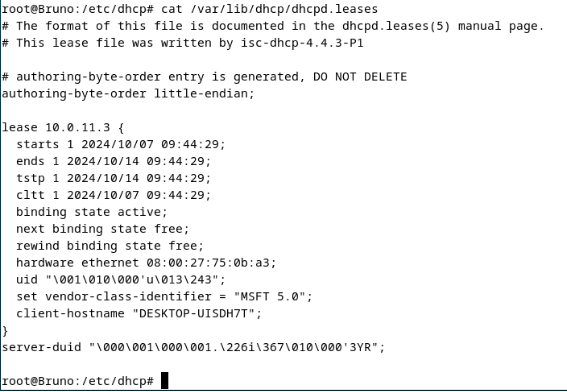 root@Bruno:/etc/dhcp# cat /var/lib/dhcp/dhcpd.leases
# The format of this file is documented in the dhcpd.leases(5) manual page.
# This lease file was written by isc-dhcp-4.4.3-P1
# authoring-byte-order entry is generated, DO NOT DELETE
authoring-byte-order little-endian;
lease 10.0.11.3 {
  starts 1 2024/10/07 09:44:29;
  ends 1 2024/10/14 09:44:29;
  tstp 1 2024/10/14 09:44:29;
  cltt 1 2024/10/07 09:44:29;
  binding state active;
  next binding state free;
  rewind binding state free;
  hardware ethernet 08:00:27:75:0b:a3;
  uid "\001\010\000'u\013\243";
  set vendor-class-identifier = "MSFT 5.0";
  client-hostname "DESKTOP-UISDH7T";
}
server-duid "\000\001\000\001.\226i\367\010\000'3YR";
root@Bruno:/etc/dhcp#